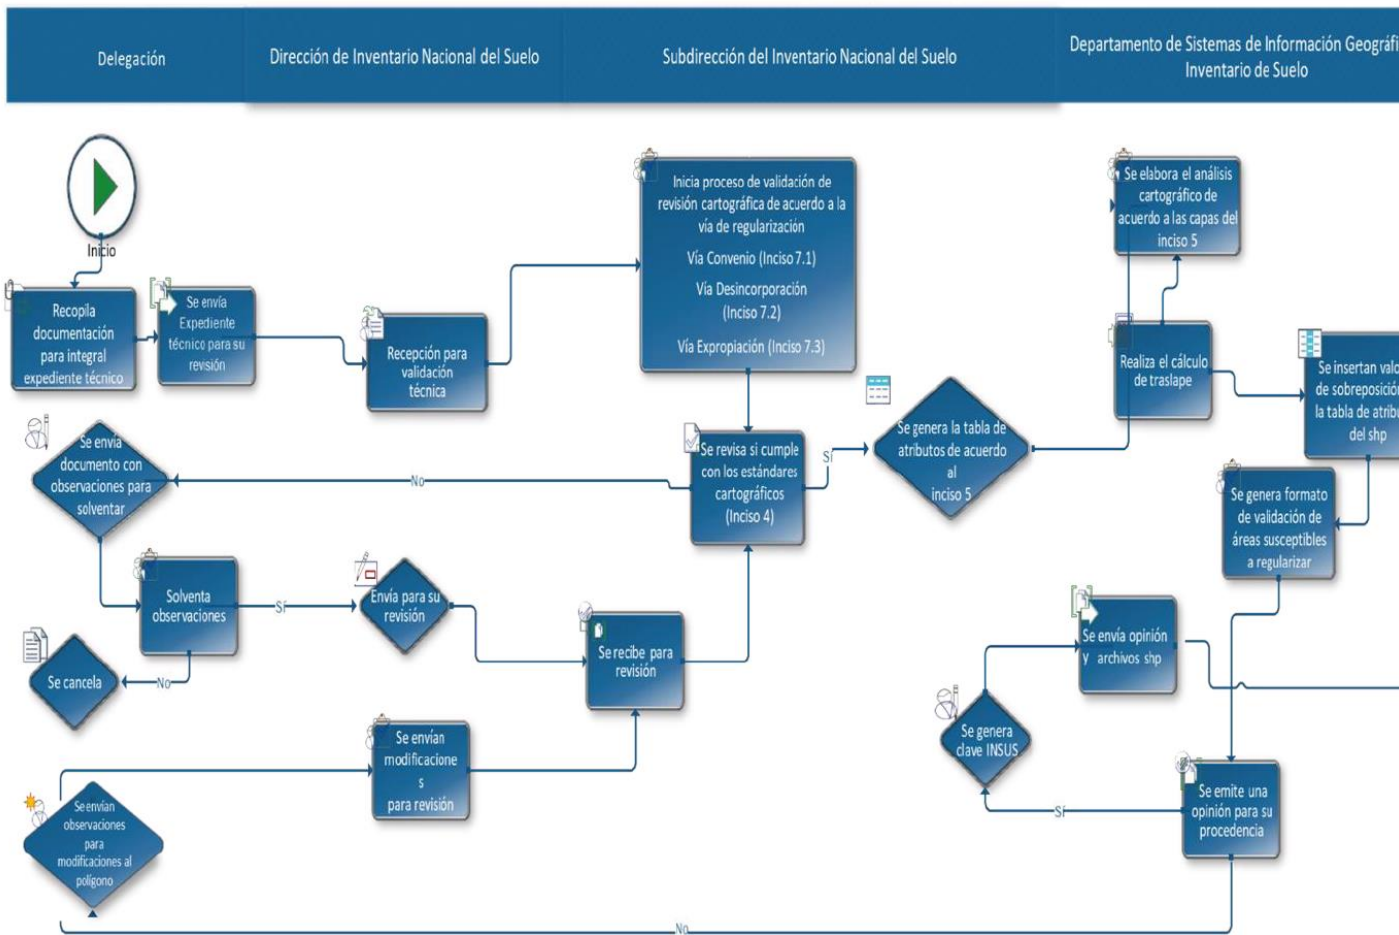 Delegación
Dirección de Inventario Nacional del Suelo
Subdirección del Inventario Nacional del Suelo
Departamento de Sistemas de Información Geográfi
Inventario de Suelo
Inicio
Recopila
documentación
para integral
expediente técnico
Se envía
Expediente
técnico para su
revisión
Recepción para
validación
técnica
Inicia proceso de validación de
revisión cartográfica de acuerdo a la
vía de regularización
Vía Convenio (Inciso 7.1)
Vía Desincorporación
(Inciso 7.2)
Vía Expropiación (Inciso 7.3)
Se elabora el análisis
cartográfico de
acuerdo a las capas del
inciso 5
Realiza el cálculo
de traslape
Se insertan valo
de sobreposición
la tabla de atribu
del shp
Se envía
documento con
observaciones para
solventar
No
Se revisa si cumple
con los estándares
cartográficos
(Inciso 4)
Sí
Se genera la tabla de
atributos de acuerdo
al
inciso 5
Se genera formato
de validación de
áreas susceptibles
a regularizar
Solventa
observaciones
Sí
Envía para su
revisión
Se recibe para
revisión
Se envía opinión
y archivos shp
Se cancela
No
Se genera
clave INSUS
Se envían
modificacione
s
para revisión
Se envían
observaciones
para
modificaciones al
polígono
Sí
Se emite una
opinión para su
procedencia
No